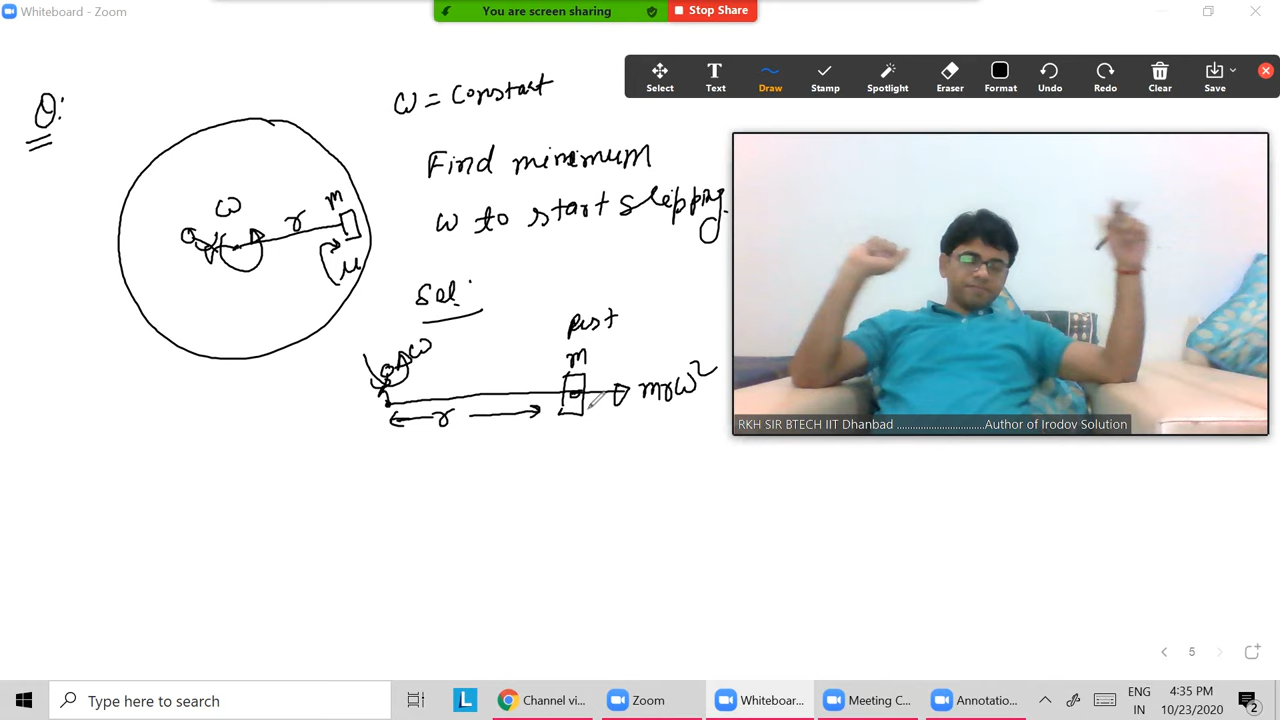 Whiteboard - Zoom
You are screen sharing
Stop Share
Select
Text
Draw
Stamp
Spotlight
Eraser
Format
Undo
Redo
Clear
Save
Q:
ω = constant
Find minimum
ω to start slipping.
ω
r
m
μ
Sol.
ω
rest
m
r
mrω²
RKH SIR BTECH IIT Dhanbad ................................Author of Irodov Solution
5
Type here to search
L
Channel vi...
Zoom
Whiteboar...
Meeting C...
Annotatio...
ENG
IN
4:35 PM
10/23/2020
2